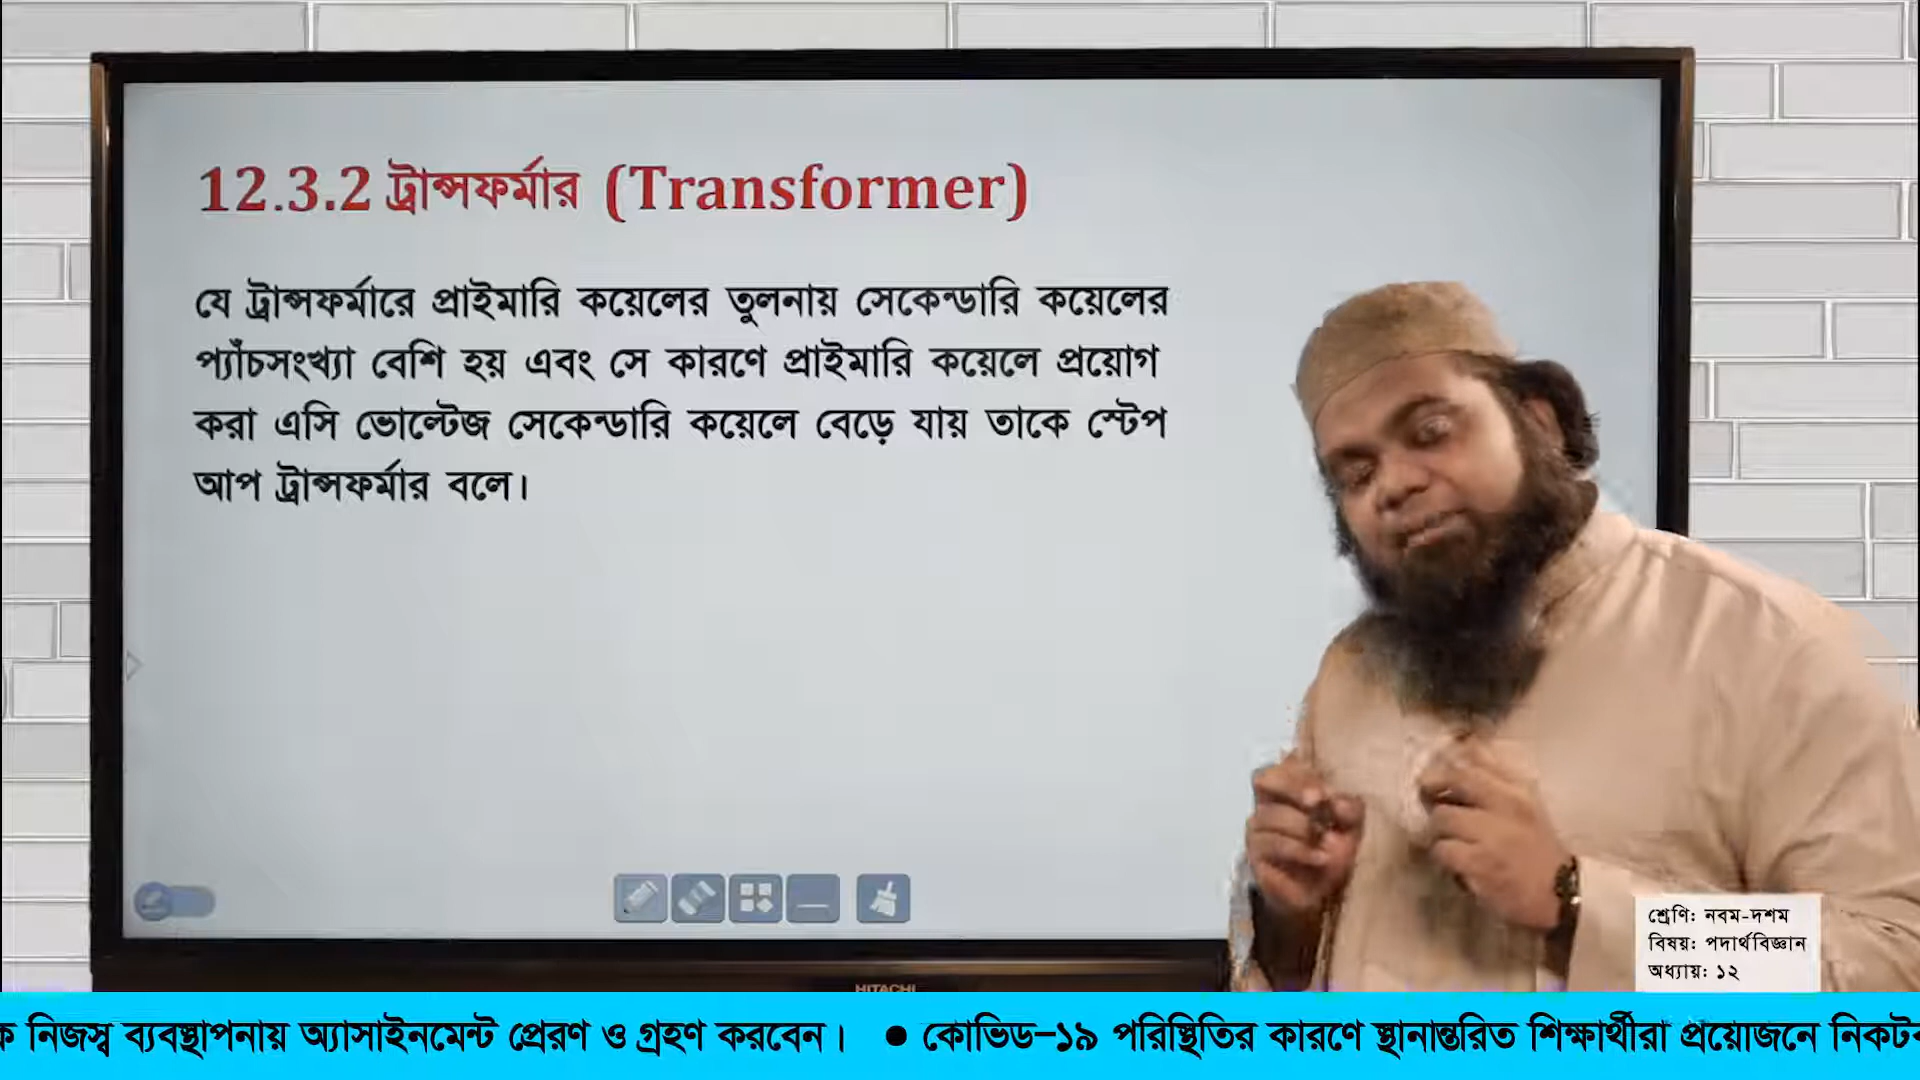 12.3.2 ট্রান্সফর্মার (Transformer)
যে ট্রান্সফর্মারে প্রাইমারি কয়েলের তুলনায় সেকেন্ডারি কয়েলের
প্যাঁচসংখ্যা বেশি হয় এবং সে কারণে প্রাইমারি কয়েলে প্রয়োগ
করা এসি ভোল্টেজ সেকেন্ডারি কয়েলে বেড়ে যায় তাকে স্টেপ
আপ ট্রান্সফর্মার বলে।
HITACHI
শ্রেণি: নবম-দশম
বিষয়: পদার্থবিজ্ঞান
অধ্যায়: ১২
নিজস্ব ব্যবস্থাপনায় অ্যাসাইনমেন্ট প্রেরণ ও গ্রহণ করবেন। ● কোভিড-১৯ পরিস্থিতির কারণে স্থানান্তরিত শিক্ষার্থীরা প্রয়োজনে